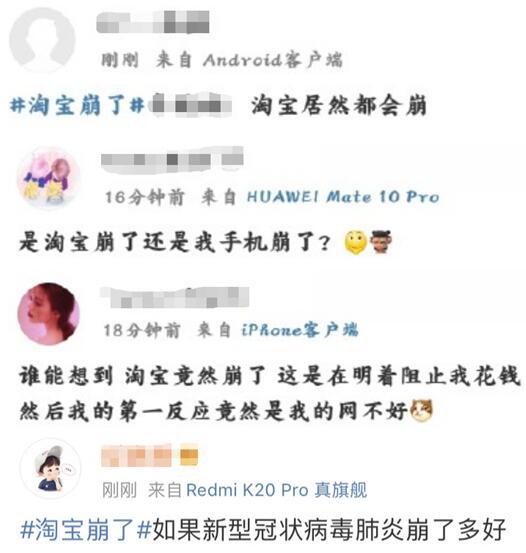 刚刚 来自 Android客户端
#淘宝崩了# 淘宝居然都会崩
16分钟前 来自 HUAWEI Mate 10 Pro
是淘宝崩了还是我手机崩了？
18分钟前 来自 iPhone客户端
谁能想到 淘宝竟然崩了 这是在明着阻止我花钱
然后我的第一反应竟然是我的网不好
刚刚 来自Redmi K20 Pro 真旗舰
#淘宝崩了#如果新型冠状病毒肺炎崩了多好